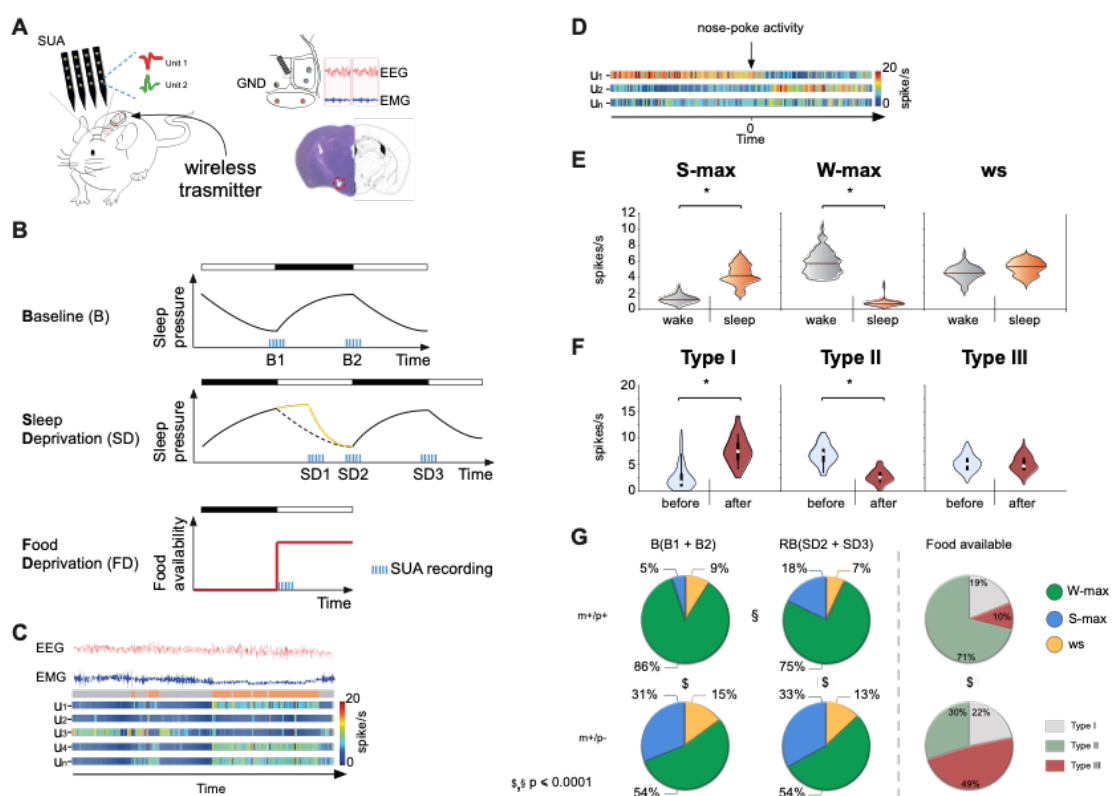 A
SUA
Unit 1
Unit 2
GND
EEG
EMG
wireless
trasmitter
B
Baseline (B)
Sleep
pressure
B1
B2
Time
Sleep
Deprivation (SD)
Sleep
pressure
SD1
SD2
SD3
Time
Food
Deprivation (FD)
Food
availability
SUA recording
Time
C
EEG
EMG
U1
U2
U3
U4
Un
20
0
spike/s
Time
D
nose-poke activity
U1
U2
Un
20
0
spike/s
0
Time
E
S-max
W-max
ws
*
*
spikes/s
12
10
8
6
4
2
0
wake
sleep
wake
sleep
wake
sleep
F
Type I
Type II
Type III
*
*
spikes/s
20
15
10
5
0
before
after
before
after
before
after
G
B(B1 + B2)
RB(SD2 + SD3)
Food available
m+/p+
5%
9%
86%
§
18%
7%
75%
19%
10%
71%
W-max
S-max
ws
$
$
$
m+/p-
31%
15%
54%
33%
13%
54%
30%
22%
49%
Type I
Type II
Type III
$,§ p ⩽ 0.0001